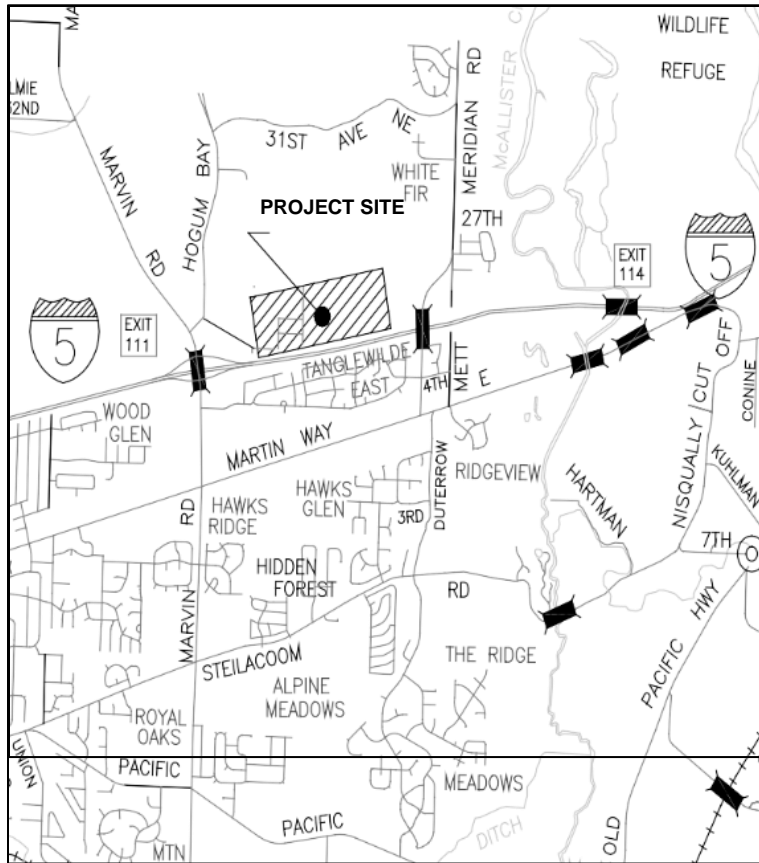 MA
WILDLIFE
REFUGE
LMIE
52ND
31ST AVE NE
MERIDIAN RD
McALLISTER C
MARVIN RD
HOGUM BAY
WHITE
FIR
PROJECT SITE
27TH
EXIT
114
5
5
EXIT
111
TANGLEWILDE
EAST
4TH
METT
E
NISQUALLY CUT OFF
CONINE
WOOD
GLEN
MARTIN WAY
RIDGEVIEW
HARTMAN
KUHLMAN
HAWKS
RIDGE
HAWKS
GLEN
3RD
DUTERROW
7TH
MARVIN RD
HIDDEN
FOREST
RD
STEILACOOM
THE RIDGE
PACIFIC HWY
ALPINE
MEADOWS
ROYAL
OAKS
UNION
PACIFIC
MEADOWS
PACIFIC
DITCH
OLD
MTN